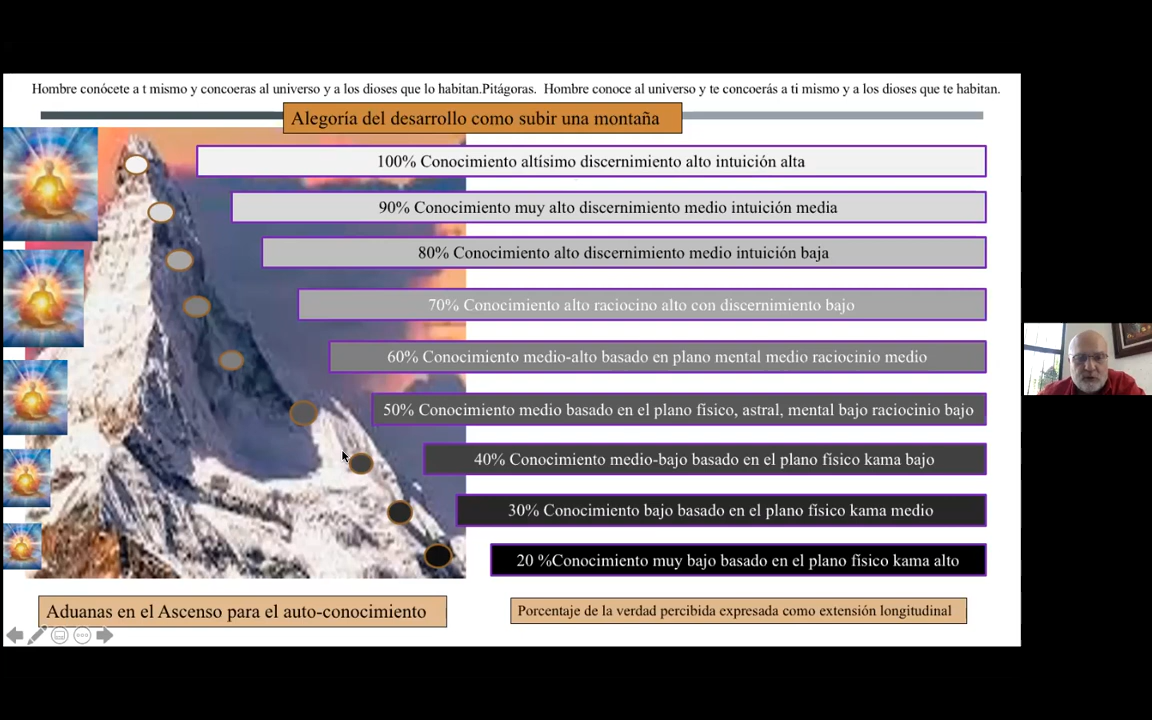 Hombre conócete a t mismo y concoeras al universo y a los dioses que lo habitan.Pitágoras.  Hombre conoce al universo y te concoerás a ti mismo y a los dioses que te habitan.
Alegoría del desarrollo como subir una montaña
100% Conocimiento altísimo discernimiento alto intuición alta
90% Conocimiento muy alto discernimiento medio intuición media
80% Conocimiento alto discernimiento medio intuición baja
70% Conocimiento alto raciocino alto con discernimiento bajo
60% Conocimiento medio-alto basado en plano mental medio raciocinio medio
50% Conocimiento medio basado en el plano físico, astral, mental bajo raciocinio bajo
40% Conocimiento medio-bajo basado en el plano físico kama bajo
30% Conocimiento bajo basado en el plano físico kama medio
20 %Conocimiento muy bajo basado en el plano físico kama alto
Aduanas en el Ascenso para el auto-conocimiento
Porcentaje de la verdad percibida expresada como extensión longitudinal